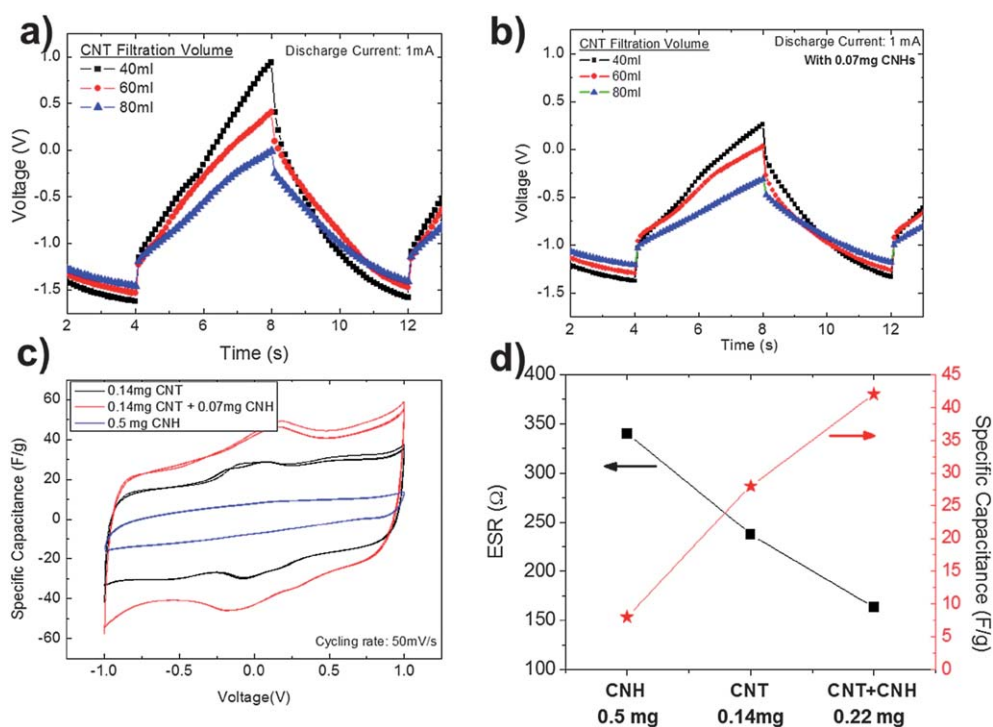 a)
CNT Filtration Volume
40ml
60ml
80ml
Discharge Current: 1mA
Voltage (V)
1.0
0.5
0.0
-0.5
-1.0
-1.5
2 4 6 8 10 12
Time (s)
b)
CNT Filtration Volume
40ml
60ml
80ml
Discharge Current: 1 mA
With 0.07mg CNHs
Voltage (V)
1.0
0.5
0.0
-0.5
-1.0
-1.5
2 4 6 8 10 12
Time (s)
c)
0.14mg CNT
0.14mg CNT + 0.07mg CNH
0.5 mg CNH
Specific Capacitance (F/g)
60
40
20
0
-20
-40
-60
Cycling rate: 50mV/s
-1.0 -0.5 0.0 0.5 1.0
Voltage(V)
d)
ESR (Ω)
400
350
300
250
200
150
100
45
40
35
30
25
20
15
10
5
0
Specific Capacitance (F/g)
CNH CNT CNT+CNH
0.5 mg 0.14mg 0.22 mg